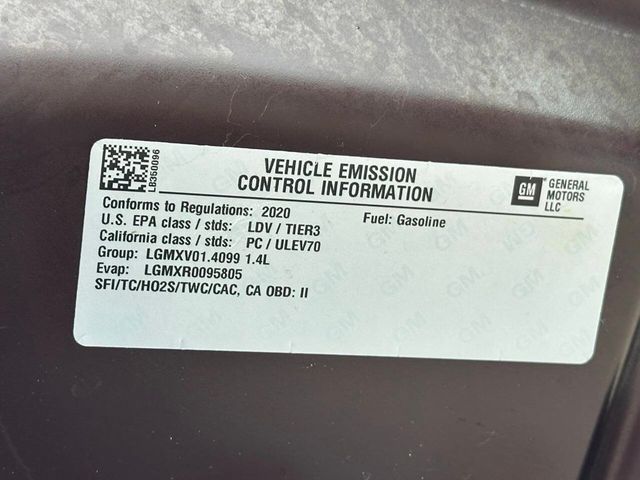 LB350096
VEHICLE EMISSION
CONTROL INFORMATION
GM
GENERAL
MOTORS
LLC
Conforms to Regulations: 2020
Fuel: Gasoline
U.S. EPA class / stds: LDV / TIER3
California class / stds: PC / ULEV70
Group: LGMXV01.4099 1.4L
Evap: LGMXR0095805
SFI/TC/HO2S/TWC/CAC, CA OBD: II